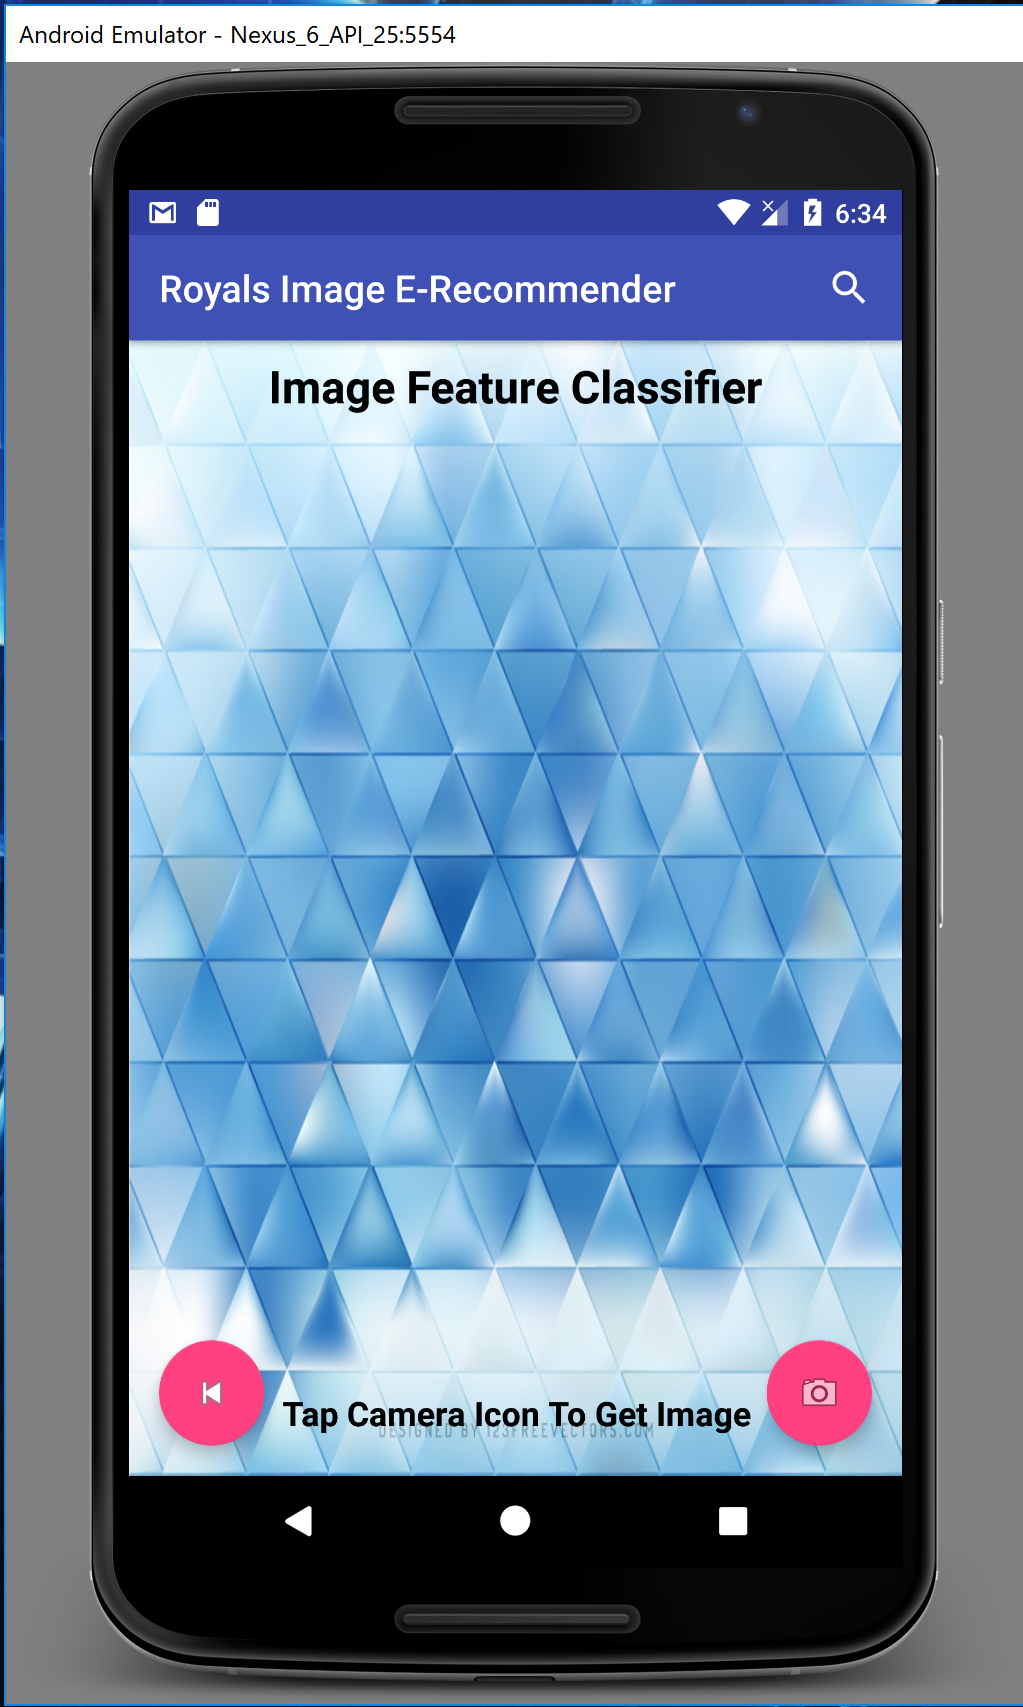 Android Emulator - Nexus_6_API_25:5554
6:34
Royals Image E-Recommender
Image Feature Classifier
Tap Camera Icon To Get Image
DESIGNED BY 123FREEVECTORS.COM